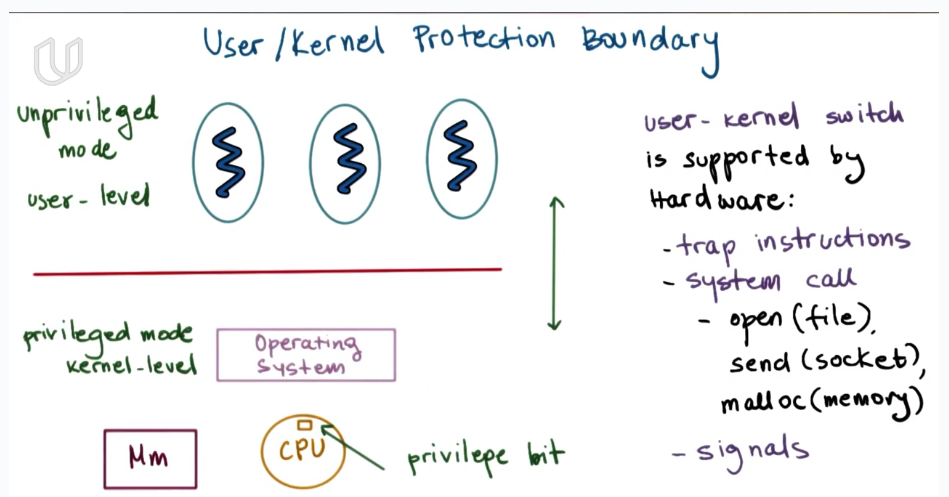 User/Kernel Protection Boundary
unprivileged
mode
user-level
privileged mode
kernel-level
Operating
System
Mm
CPU
privilepe bit
user-kernel switch
is supported by
Hardware:
- trap instructions
- system call
- open (file),
send (socket),
malloc (memory)
- signals